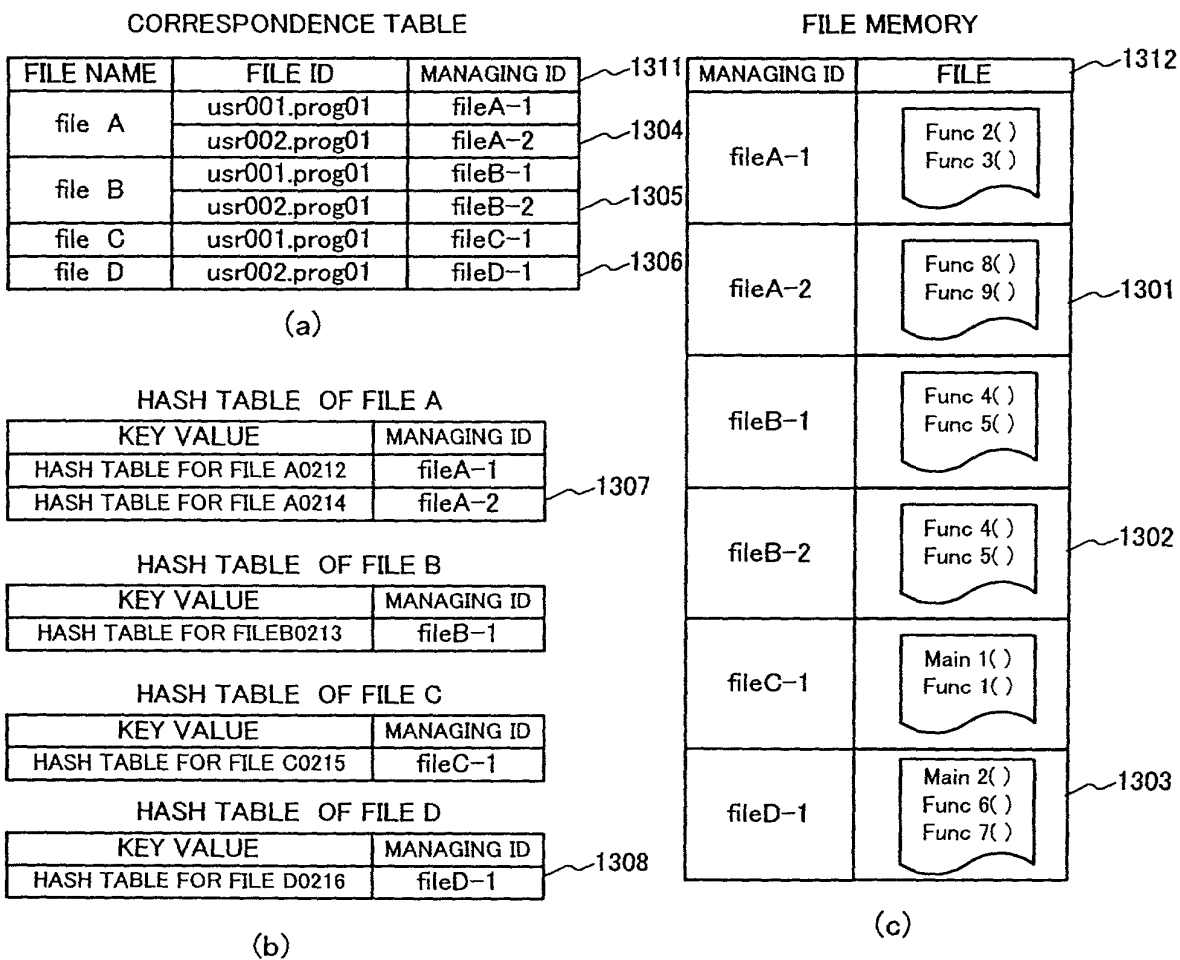 CORRESPONDENCE TABLE
FILE NAME FILE ID MANAGING ID 1311
file A usr001.prog01 fileA-1
usr002.prog01 fileA-2 1304
file B usr001.prog01 fileB-1
usr002.prog01 fileB-2 1305
file C usr001.prog01 fileC-1
file D usr002.prog01 fileD-1 1306
(a)
HASH TABLE OF FILE A
KEY VALUE MANAGING ID
HASH TABLE FOR FILE A0212 fileA-1
HASH TABLE FOR FILE A0214 fileA-2 1307
HASH TABLE OF FILE B
KEY VALUE MANAGING ID
HASH TABLE FOR FILEB0213 fileB-1
HASH TABLE OF FILE C
KEY VALUE MANAGING ID
HASH TABLE FOR FILE C0215 fileC-1
HASH TABLE OF FILE D
KEY VALUE MANAGING ID
HASH TABLE FOR FILE D0216 fileD-1 1308
(b)
FILE MEMORY
MANAGING ID FILE 1312
fileA-1
Func 2( )
Func 3( )
fileA-2
Func 8( )
Func 9( )
1301
fileB-1
Func 4( )
Func 5( )
fileB-2
Func 4( )
Func 5( )
1302
fileC-1
Main 1( )
Func 1( )
fileD-1
Main 2( )
Func 6( )
Func 7( )
1303
(c)